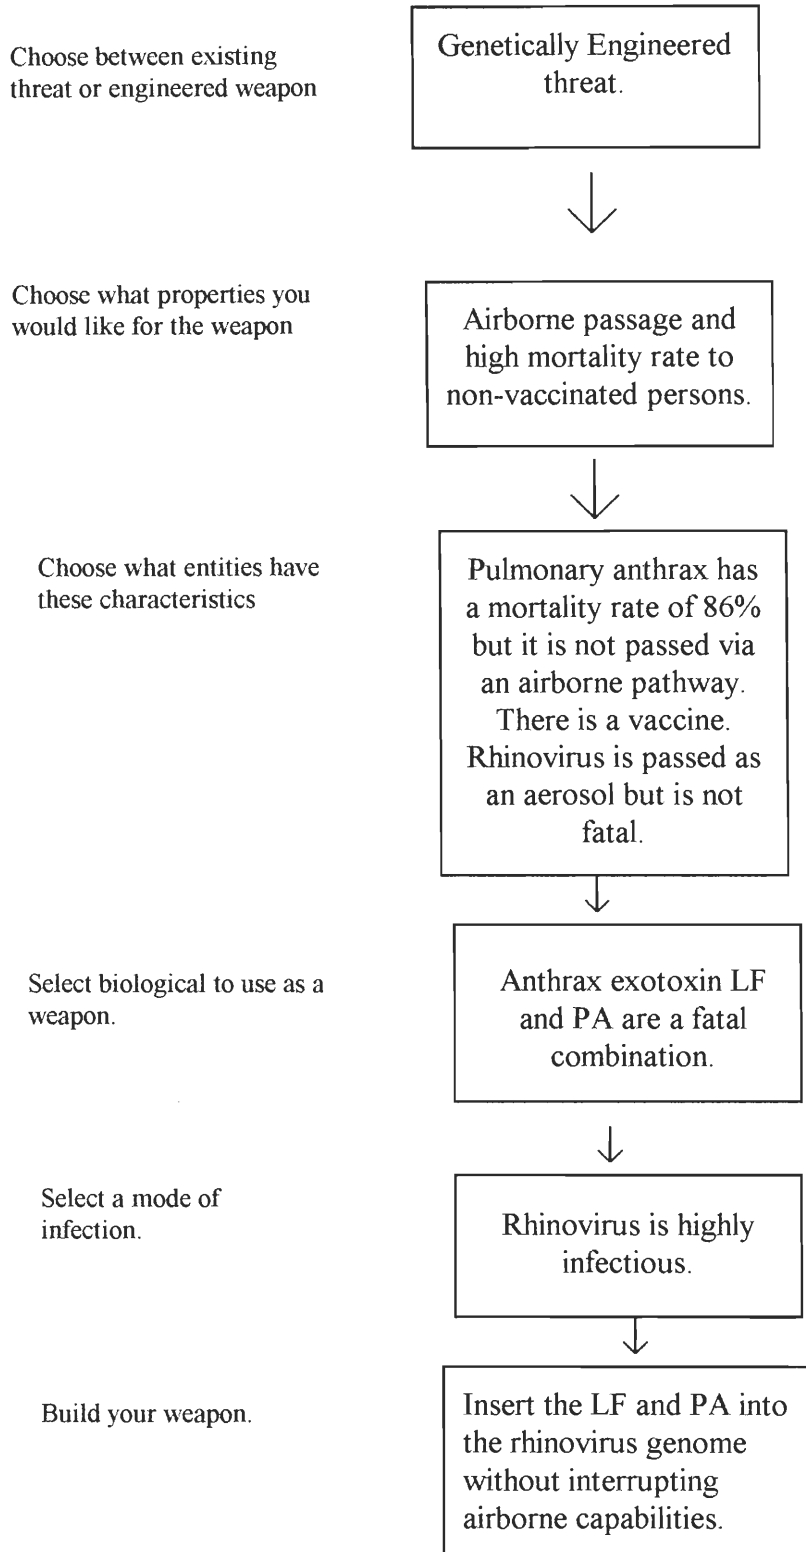 Choose between existing
threat or engineered weapon
Genetically Engineered
threat.
Choose what properties you
would like for the weapon
Airborne passage and
high mortality rate to
non-vaccinated persons.
Choose what entities have
these characteristics
Pulmonary anthrax has
a mortality rate of 86%
but it is not passed via
an airborne pathway.
There is a vaccine.
Rhinovirus is passed as
an aerosol but is not
fatal.
Select biological to use as a
weapon.
Anthrax exotoxin LF
and PA are a fatal
combination.
Select a mode of
infection.
Rhinovirus is highly
infectious.
Build your weapon.
Insert the LF and PA into
the rhinovirus genome
without interrupting
airborne capabilities.